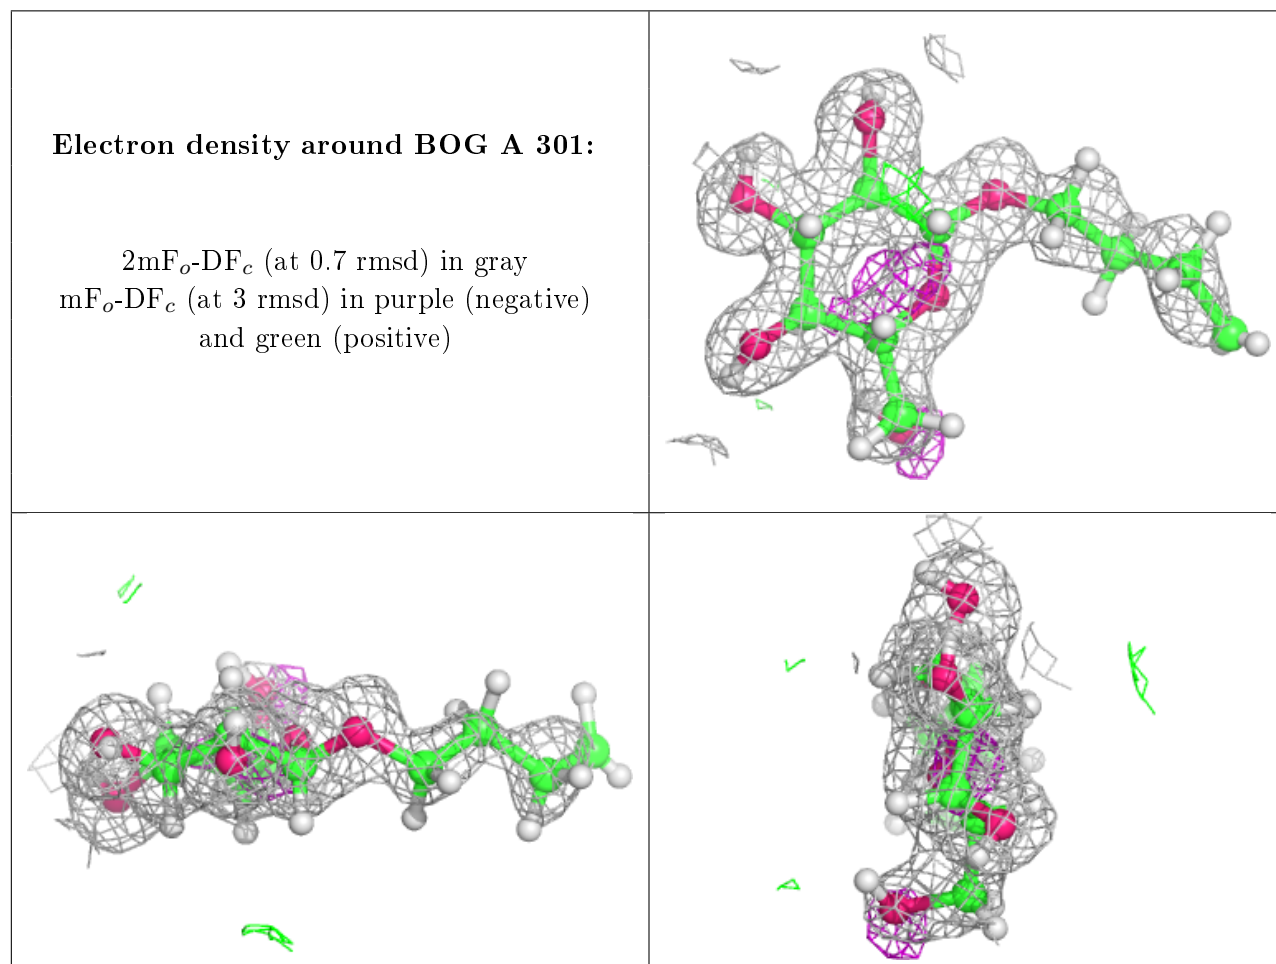 Electron density around BOG A 301:
2mFₒ-DF𝒸 (at 0.7 rmsd) in gray
mFₒ-DF𝒸 (at 3 rmsd) in purple (negative)
and green (positive)